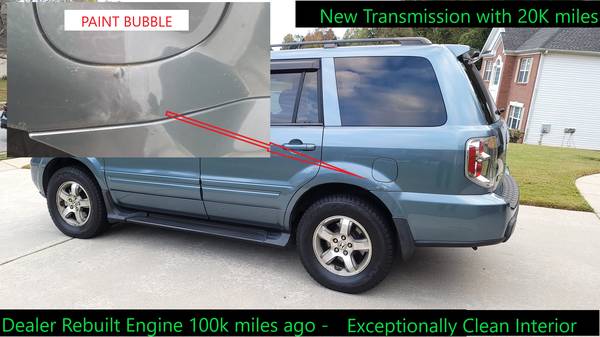 New Transmission with 20K miles
PAINT BUBBLE
Dealer Rebuilt Engine 100k miles ago -    Exceptionally Clean Interior